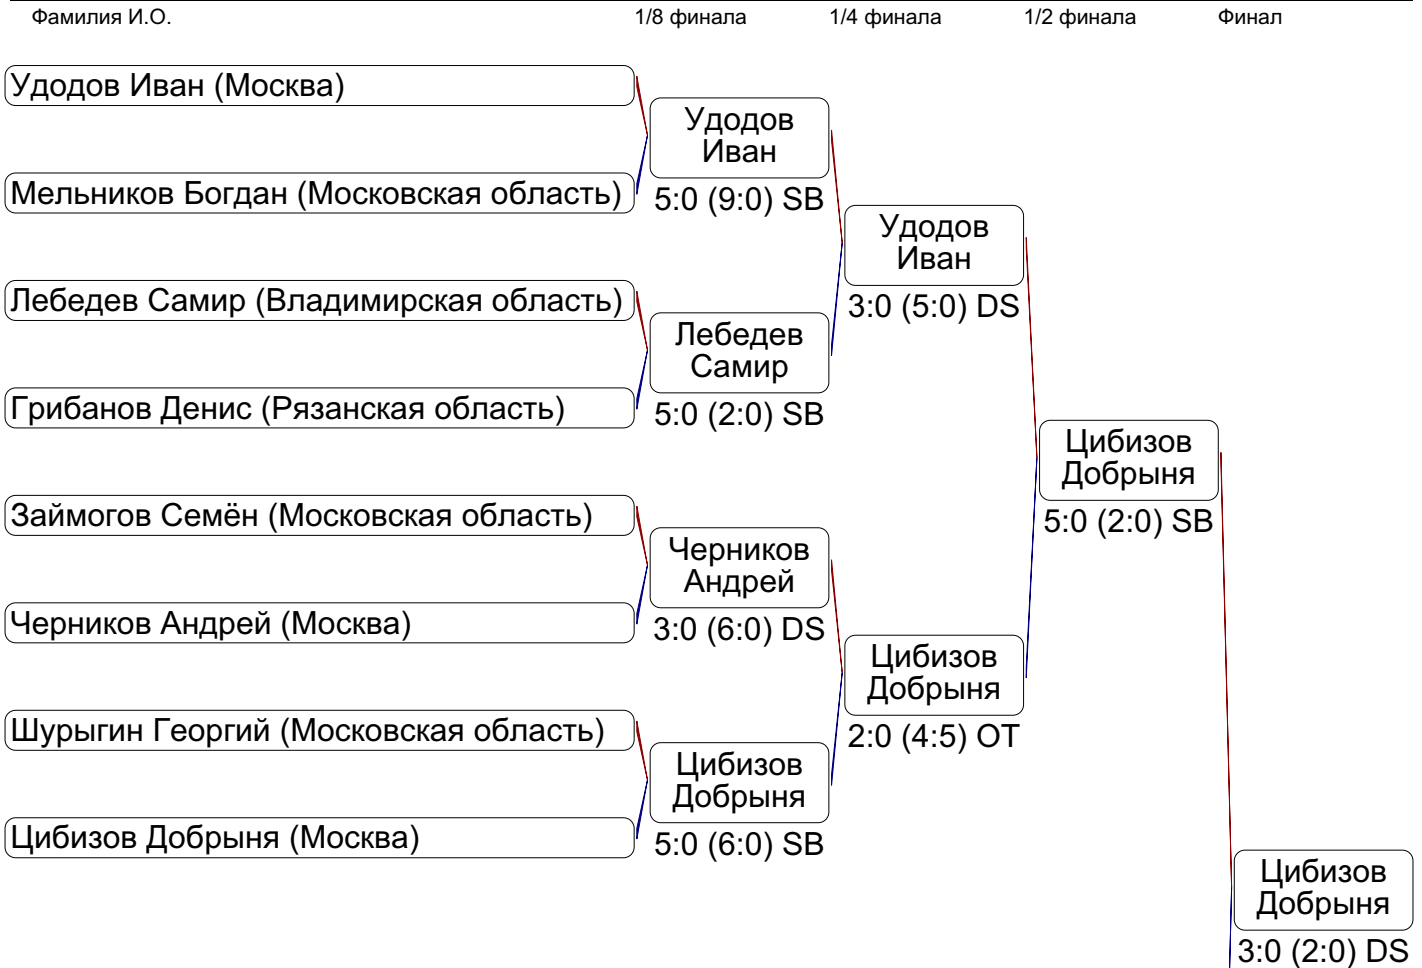 Фамилия И.О. 1/8 финала 1/4 финала 1/2 финала Финал
Удодов Иван (Москва)
Удодов
Иван
5:0 (9:0) SB
Мельников Богдан (Московская область)
Удодов
Иван
3:0 (5:0) DS
Лебедев Самир (Владимирская область)
Лебедев
Самир
5:0 (2:0) SB
Грибанов Денис (Рязанская область)
Цибизов
Добрыня
5:0 (2:0) SB
Займогов Семён (Московская область)
Черников
Андрей
3:0 (6:0) DS
Черников Андрей (Москва)
Цибизов
Добрыня
2:0 (4:5) OT
Шурыгин Георгий (Московская область)
Цибизов
Добрыня
5:0 (6:0) SB
Цибизов Добрыня (Москва)
Цибизов
Добрыня
3:0 (2:0) DS